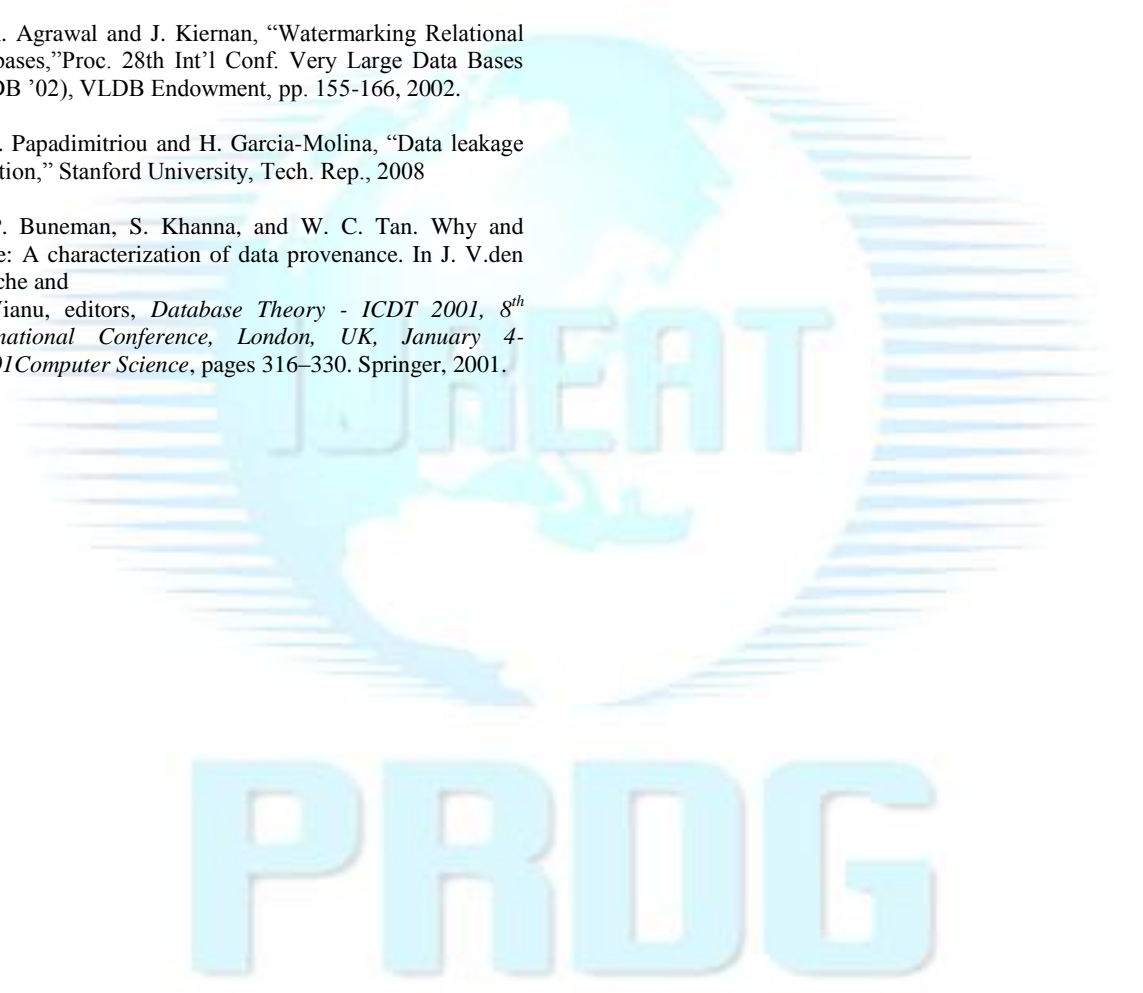 . Agrawal and J. Kiernan, “Watermarking Relational
bases,”Proc. 28th Int’l Conf. Very Large Data Bases
DB ’02), VLDB Endowment, pp. 155-166, 2002.
. Papadimitriou and H. Garcia-Molina, “Data leakage
tion,” Stanford University, Tech. Rep., 2008
P. Buneman, S. Khanna, and W. C. Tan. Why and
e: A characterization of data provenance. In J. V.den
che and
Vianu, editors, Database Theory - ICDT 2001, 8th
national Conference, London, UK, January 4-
01Computer Science, pages 316–330. Springer, 2001.
IJREAT
PRDG